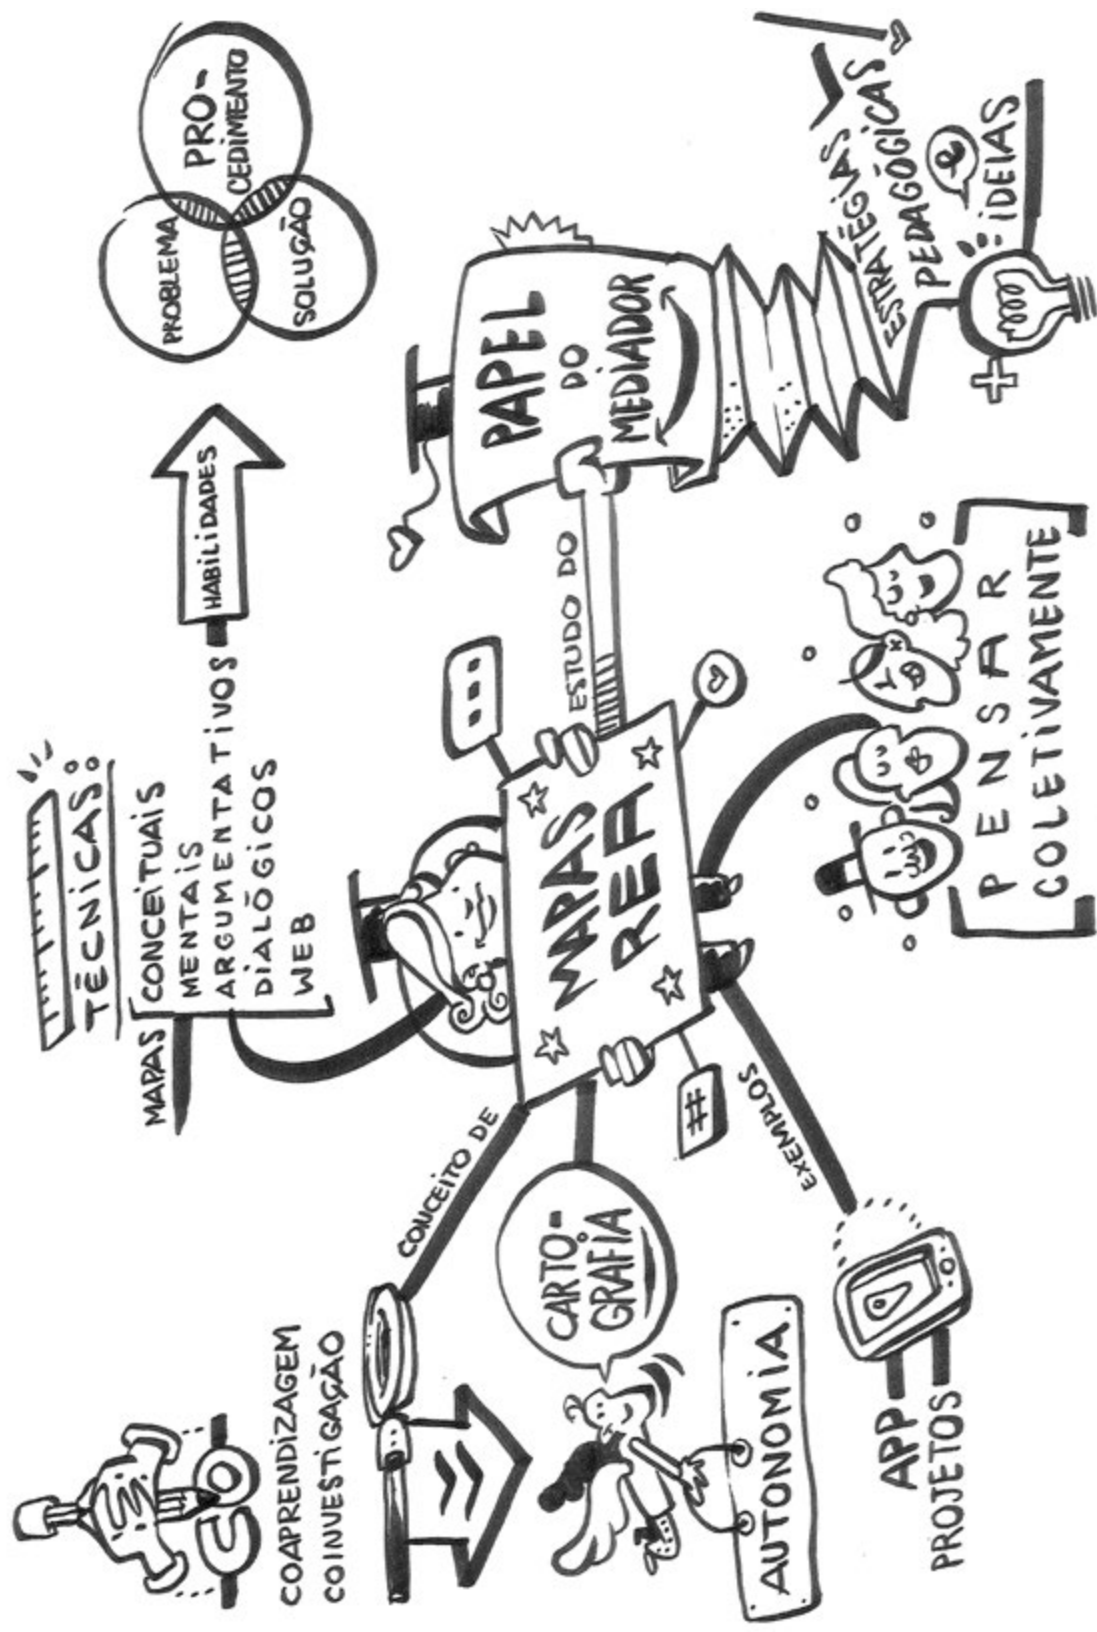 TÉCNICAS:
MAPAS
CONCEITUAIS
MENTAIS
ARGUMENTATIVOS
DIALÓGICOS
WEB
HABILIDADES
PROBLEMA
PRO-
CEDIMENTO
SOLUÇÃO
CO
COAPRENDIZAGEM
COINVESTIGAÇÃO
CONCEITO DE
CARTO-
GRAFIA
AUTONOMIA
MAPAS
REA
...
#
ESTUDO DO
PAPEL
DO
MEDIADOR
ESTRATÉGIAS
PEDAGÓGICAS
+
IDEIAS
EXEMPLOS
APP
PROJETOS
PENSAR
COLETIVAMENTE